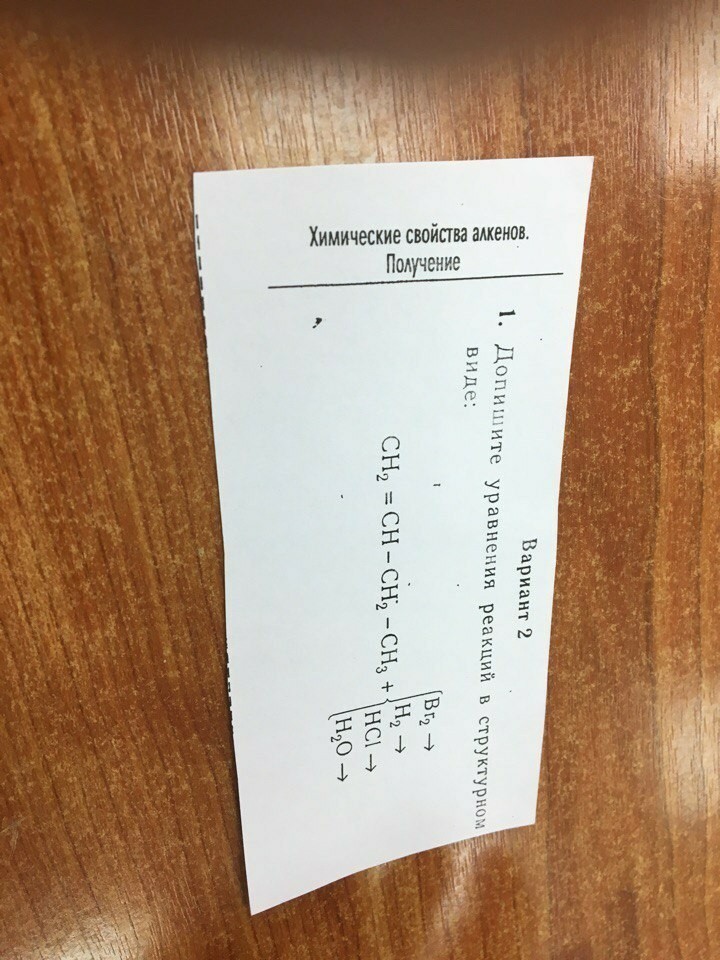 Химические свойства алкенов.
Получение
Вариант 2
1. Допишите уравнения реакций в структурном
виде:
Br₂ →
H₂ →
CH₂ = CH – CH₂ – CH₃ +
HCl →
H₂O →